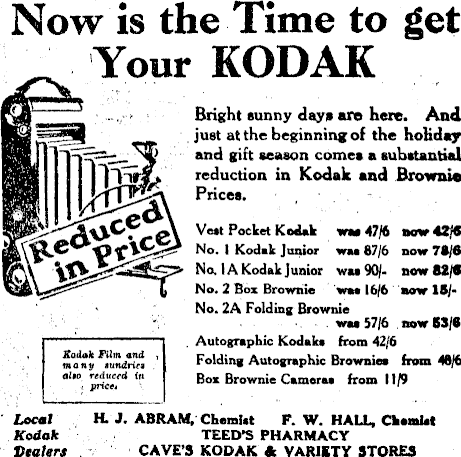 Now is the Time to get
Your KODAK
Bright sunny days are here. And
just at the beginning of the holiday
and gift season comes a substantial
reduction in Kodak and Brownie
Prices.
Reduced
in Price
Vest Pocket Kodak was 47/6 now 42/6
No. 1 Kodak Junior was 87/6 now 78/6
No. 1A Kodak Junior was 90/- now 82/6
No. 2 Box Brownie was 16/6 now 15/-
No. 2A Folding Brownie
was 57/6 now 53/6
Autographic Kodaks from 42/6
Folding Autographic Brownies from 48/6
Box Brownie Cameras from 11/9
Kodak Film and
many sundries
also reduced in
price.
Local H. J. ABRAM, Chemist F. W. HALL, Chemist
Kodak TEED'S PHARMACY
Dealers CAVE'S KODAK & VARIETY STORES